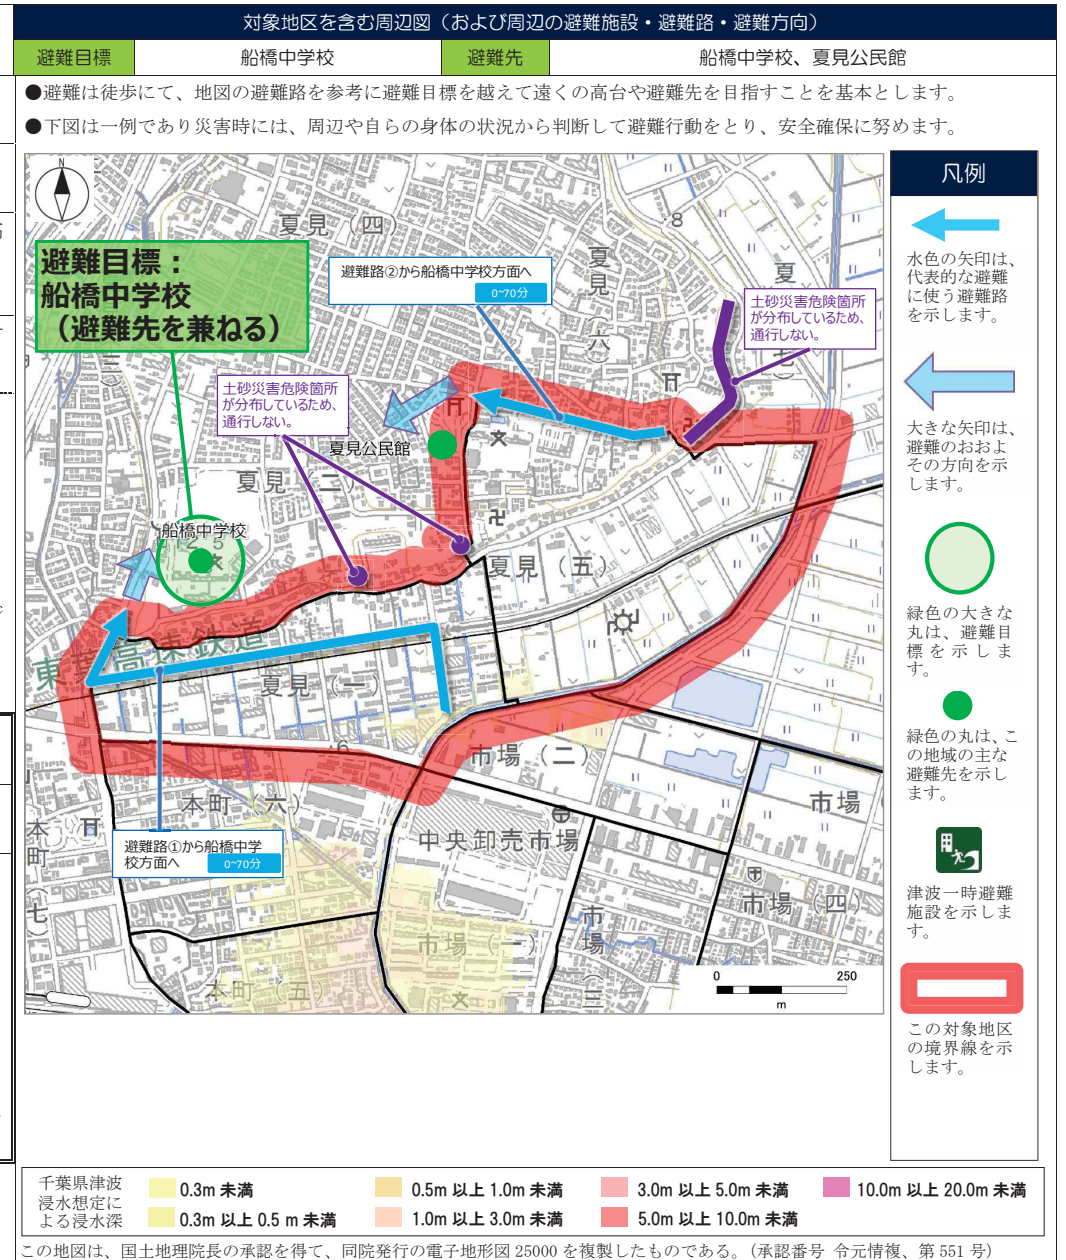 対象地区を含む周辺図（および周辺の避難施設・避難路・避難方向）
避難目標 船橋中学校 避難先 船橋中学校、夏見公民館
●避難は徒歩にて、地図の避難路を参考に避難目標を越えて遠くの高台や避難先を目指すことを基本とします。
●下図は一例であり災害時には、周辺や自らの身体の状況から判断して避難行動をとり、安全確保に努めます。
N
夏見（四）
・8
夏見（六）
夏
避難目標：
船橋中学校
（避難先を兼ねる）
避難路②から船橋中学校方面へ
0~70分
土砂災害危険箇所
が分布しているため、
通行しない。
土砂災害危険箇所
が分布しているため、
通行しない。
夏見公民館
夏見（二）
船橋中学校
夏見（五）
東葉高速鉄道
夏見（一）
・6
市場（二）
本町（六）
市場
中央卸売市場
本町（七）
避難路①から船橋中学
校方面へ
0~70分
市場（四）
市場（一）
市場（三）
本町（五）
0 250
m
凡例
水色の矢印は、
代表的な避難
に使う避難路
を示します。
大きな矢印は、
避難のおおよ
その方向を示
します。
緑色の大きな
丸は、避難目
標を示しま
す。
緑色の丸は、こ
の地域の主な
避難先を示し
ます。
津波一時避難
施設を示しま
す。
この対象地区
の境界線を示
します。
千葉県津波
浸水想定に
よる浸水深
0.3m 未満
0.3m 以上 0.5 m 未満
0.5m 以上 1.0m 未満
1.0m 以上 3.0m 未満
3.0m 以上 5.0m 未満
5.0m 以上 10.0m 未満
10.0m 以上 20.0m 未満
この地図は、国土地理院長の承認を得て、同院発行の電子地形図 25000 を複製したものである。（承認番号 令元情複、第 551 号）